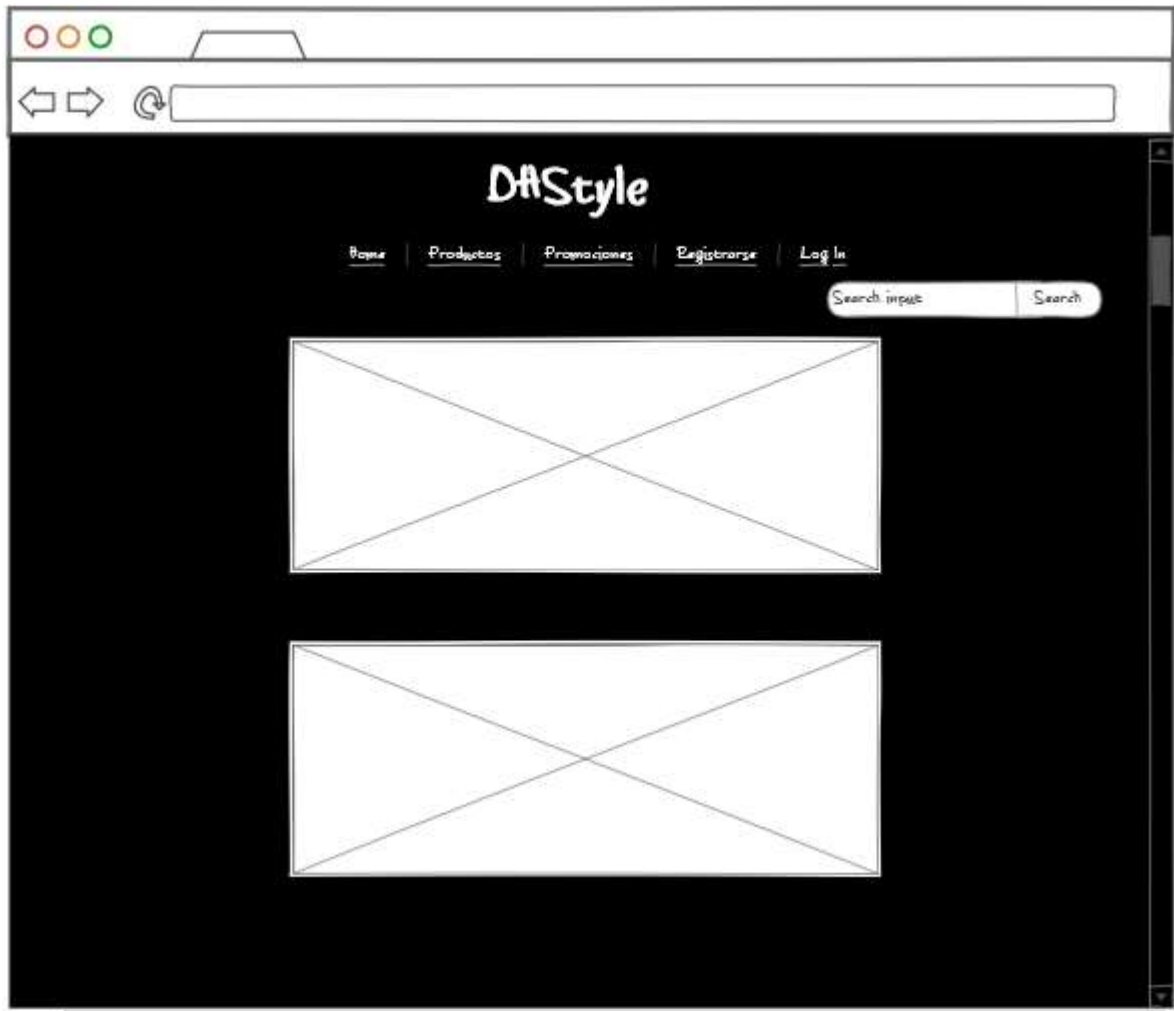 DHStyle
Home Productos Promociones Registrarse Log In
Search input Search